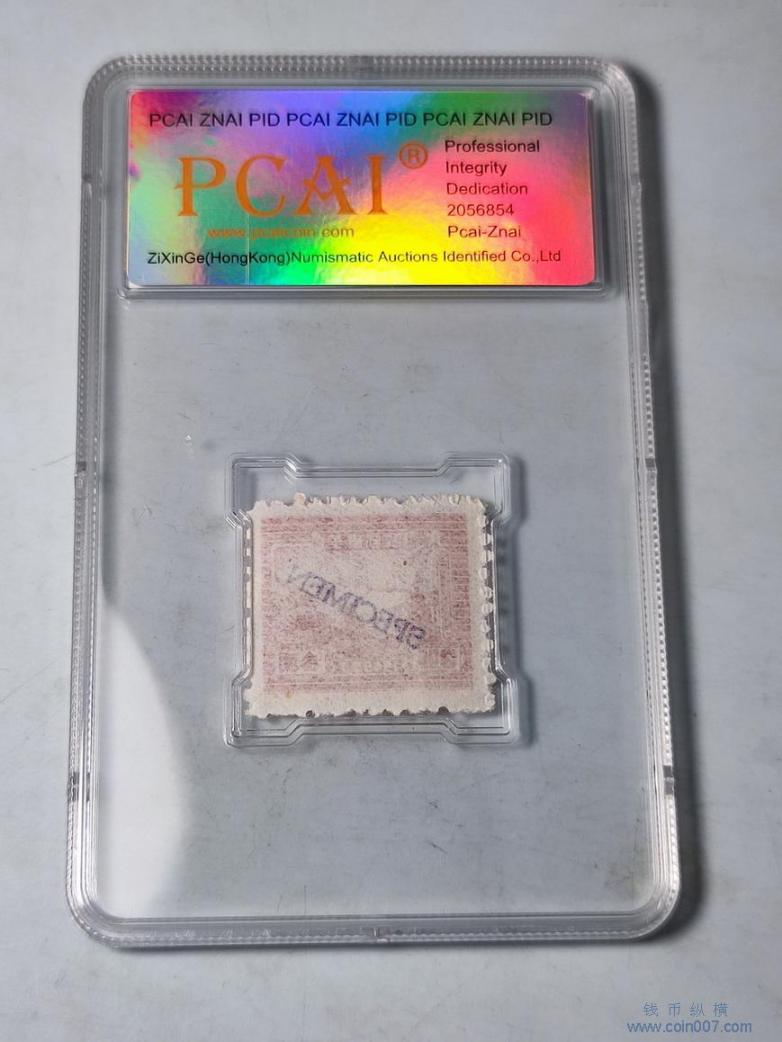 PCAI ZNAI PID PCAI ZNAI PID PCAI ZNAI PID
PCAI®
www.pcaicoin.com
Professional
Integrity
Dedication
2056854
Pcai-Znai
ZiXinGe(HongKong)Numismatic Auctions Identified Co.,Ltd
SPECIMEN
钱币纵横
www.coin007.com